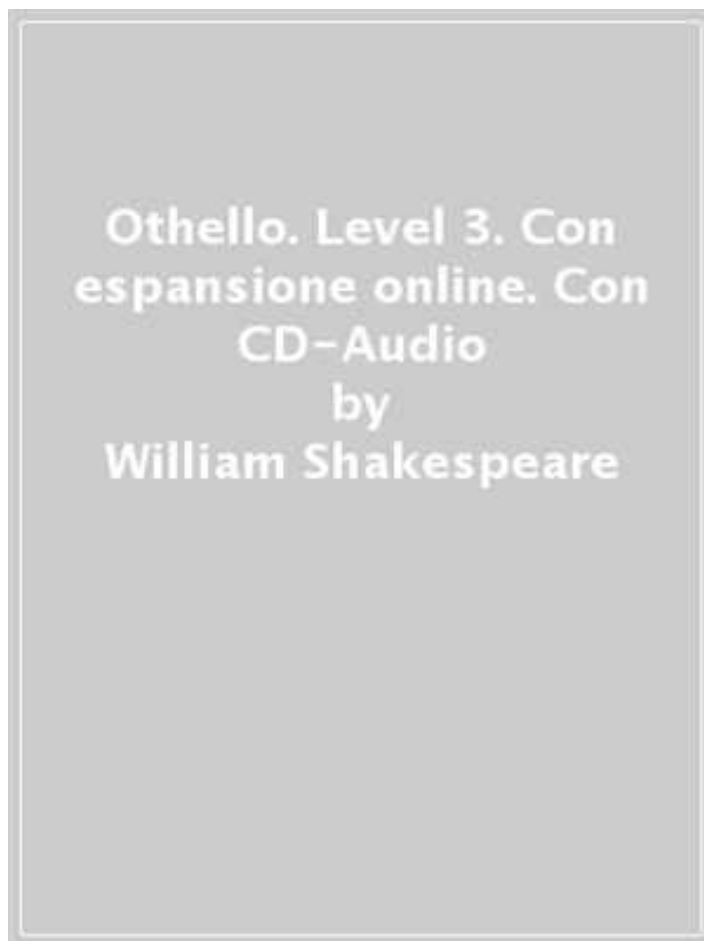 Othello. Level 3. Con
espansione online. Con
CD-Audio
by
William Shakespeare